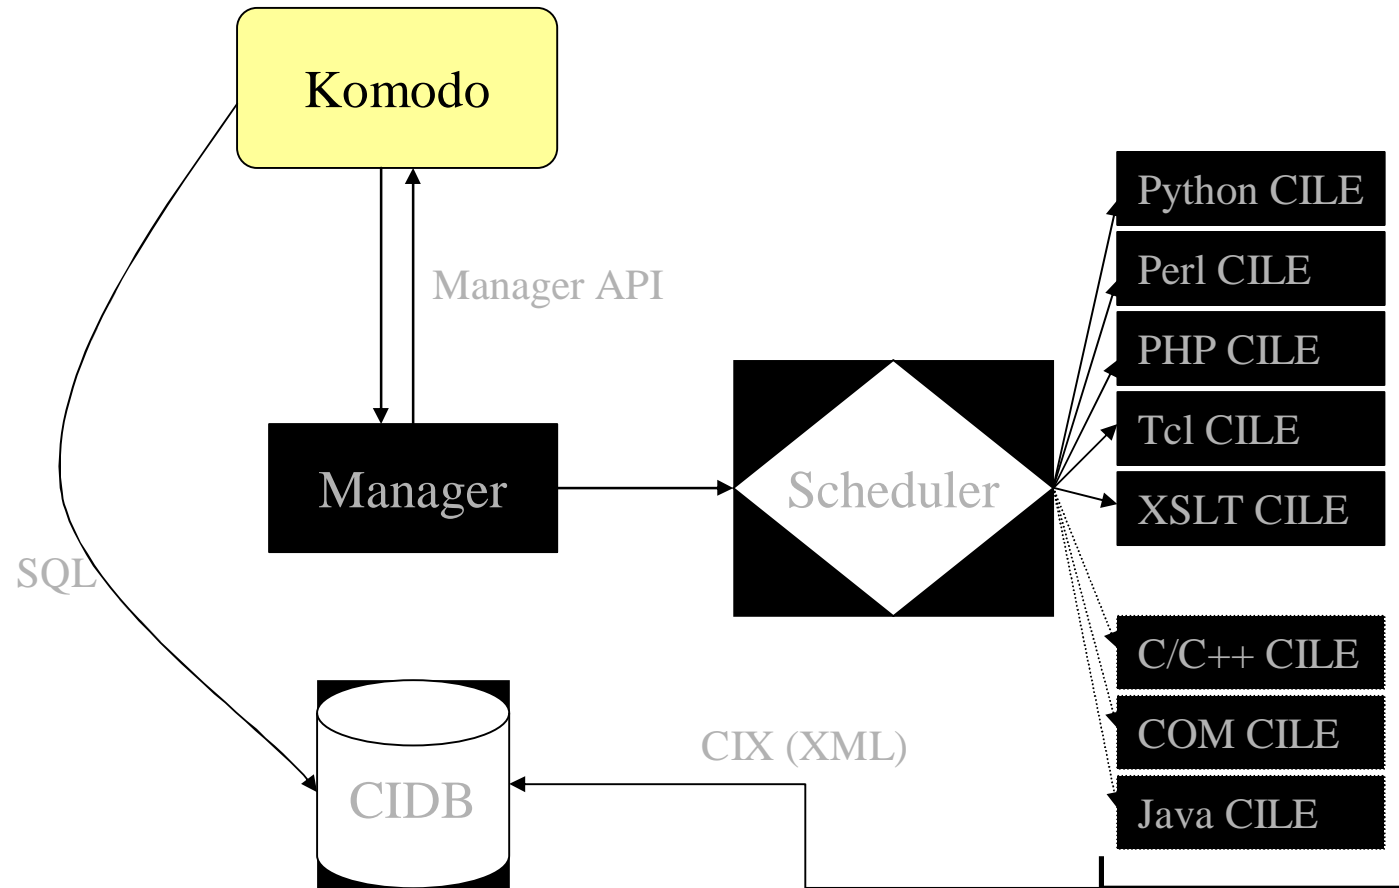 Komodo
Python CILE
Perl CILE
Manager API
PHP CILE
Tcl CILE
Manager
Scheduler
XSLT CILE
SQL
C/C++ CILE
COM CILE
CIX (XML)
CIDB
Java CILE